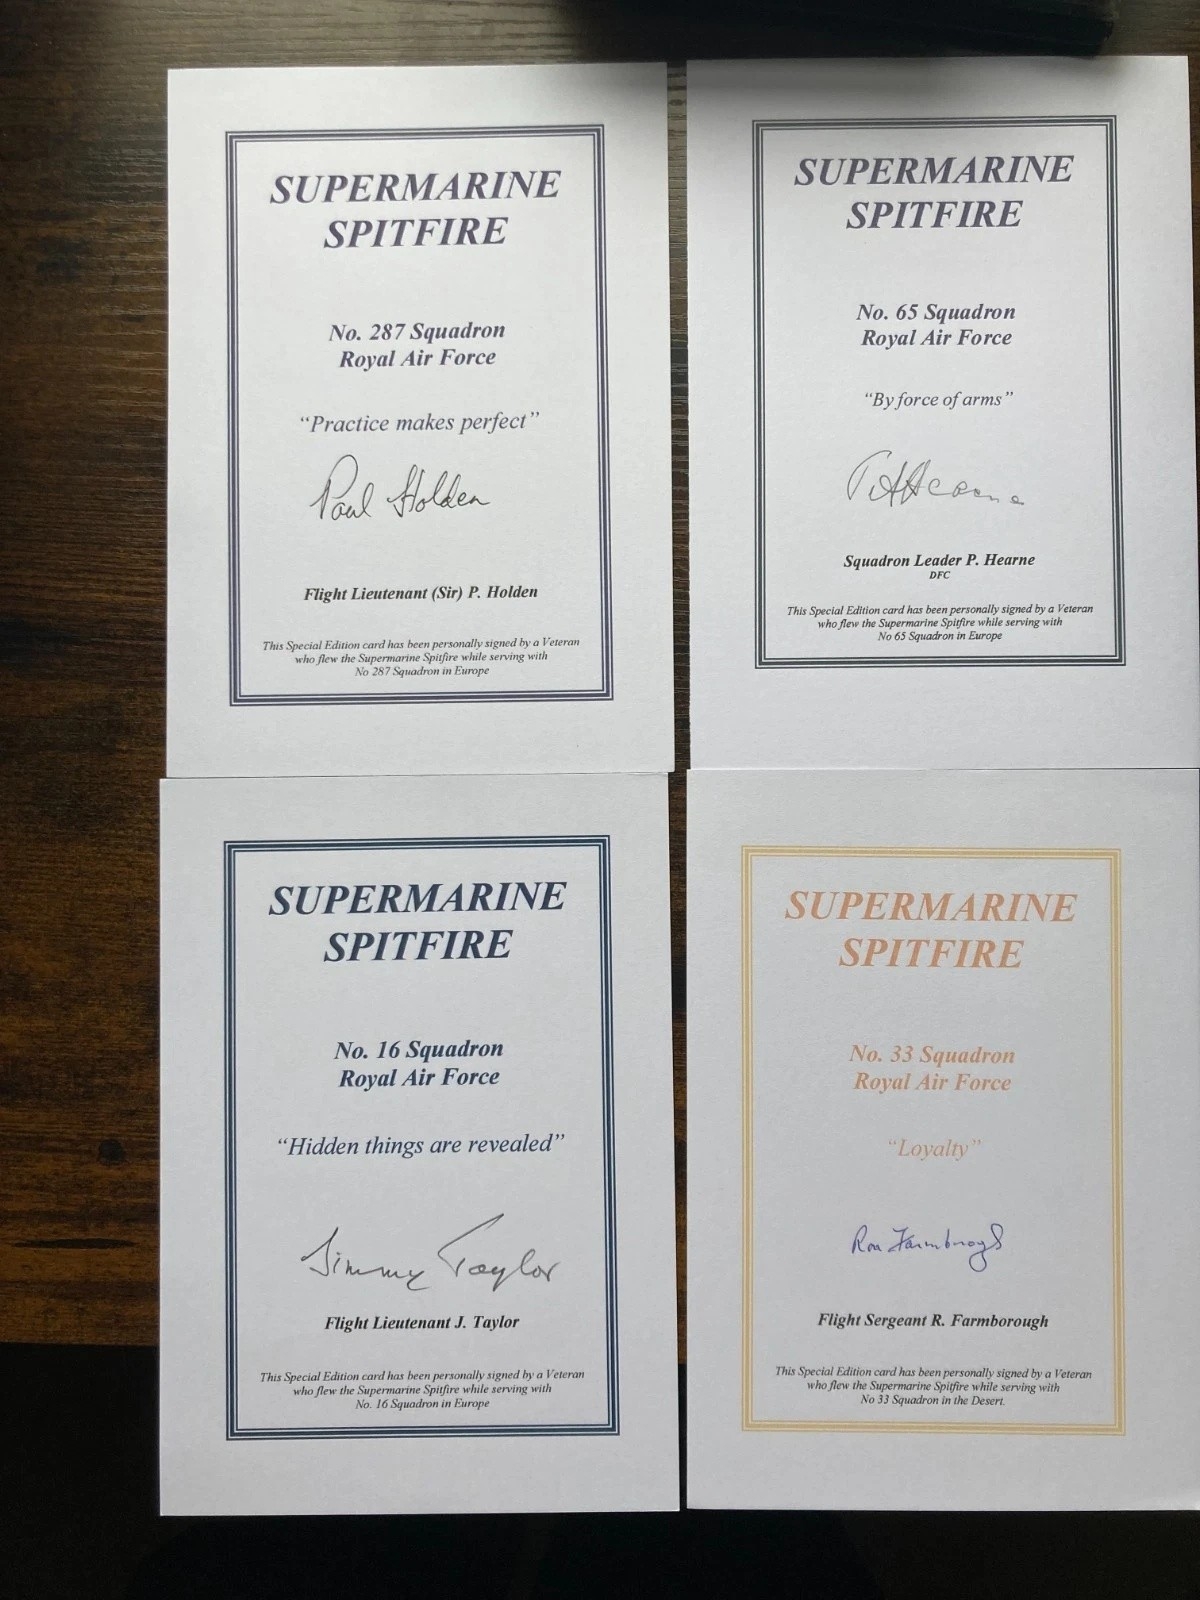 SUPERMARINE
SPITFIRE
No. 287 Squadron
Royal Air Force
“Practice makes perfect”
Paul Holden
Flight Lieutenant (Sir) P. Holden
This Special Edition card has been personally signed by a Veteran
who flew the Supermarine Spitfire while serving with
No 287 Squadron in Europe
SUPERMARINE
SPITFIRE
No. 65 Squadron
Royal Air Force
“By force of arms”
Hearne
Squadron Leader P. Hearne
DFC
This Special Edition card has been personally signed by a Veteran
who flew the Supermarine Spitfire while serving with
No 65 Squadron in Europe
SUPERMARINE
SPITFIRE
No. 16 Squadron
Royal Air Force
“Hidden things are revealed”
Jimmy Taylor
Flight Lieutenant J. Taylor
This Special Edition card has been personally signed by a Veteran
who flew the Supermarine Spitfire while serving with
No. 16 Squadron in Europe
SUPERMARINE
SPITFIRE
No. 33 Squadron
Royal Air Force
“Loyalty”
Ron Farmborough
Flight Sergeant R. Farmborough
This Special Edition card has been personally signed by a Veteran
who flew the Supermarine Spitfire while serving with
No 33 Squadron in the Desert.